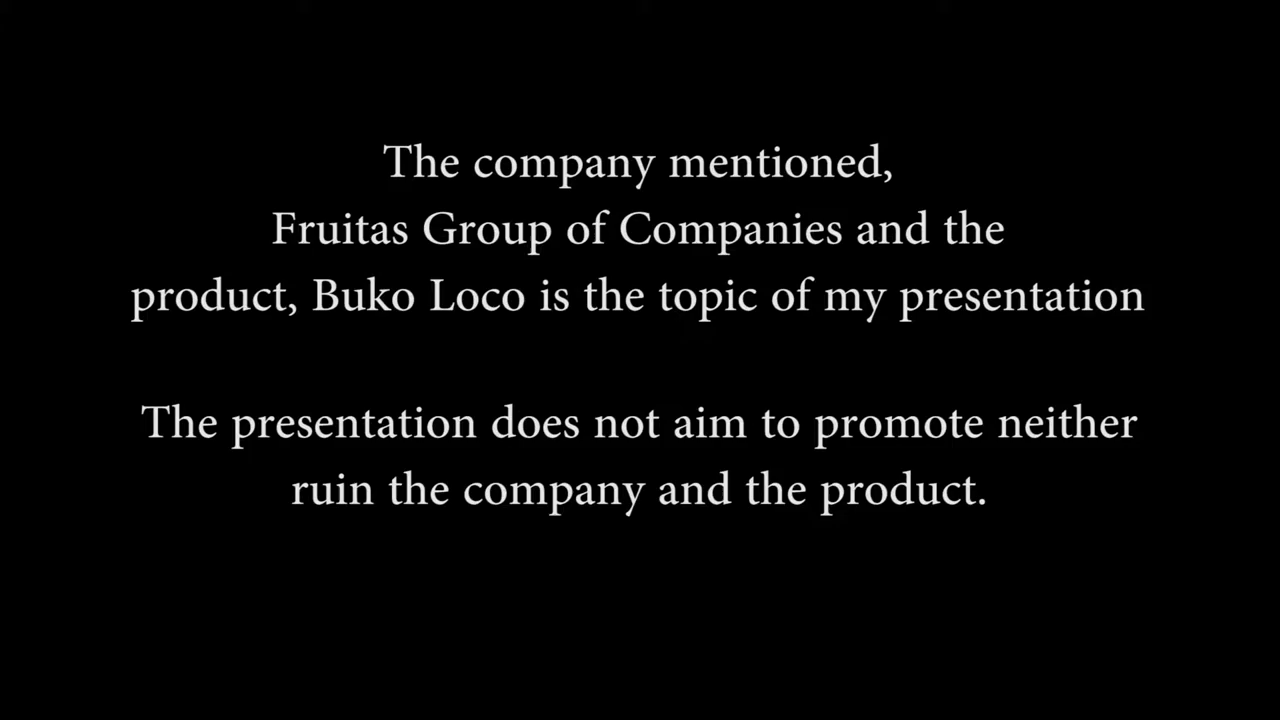 The company mentioned,
Fruitas Group of Companies and the
product, Buko Loco is the topic of my presentation
The presentation does not aim to promote neither
ruin the company and the product.